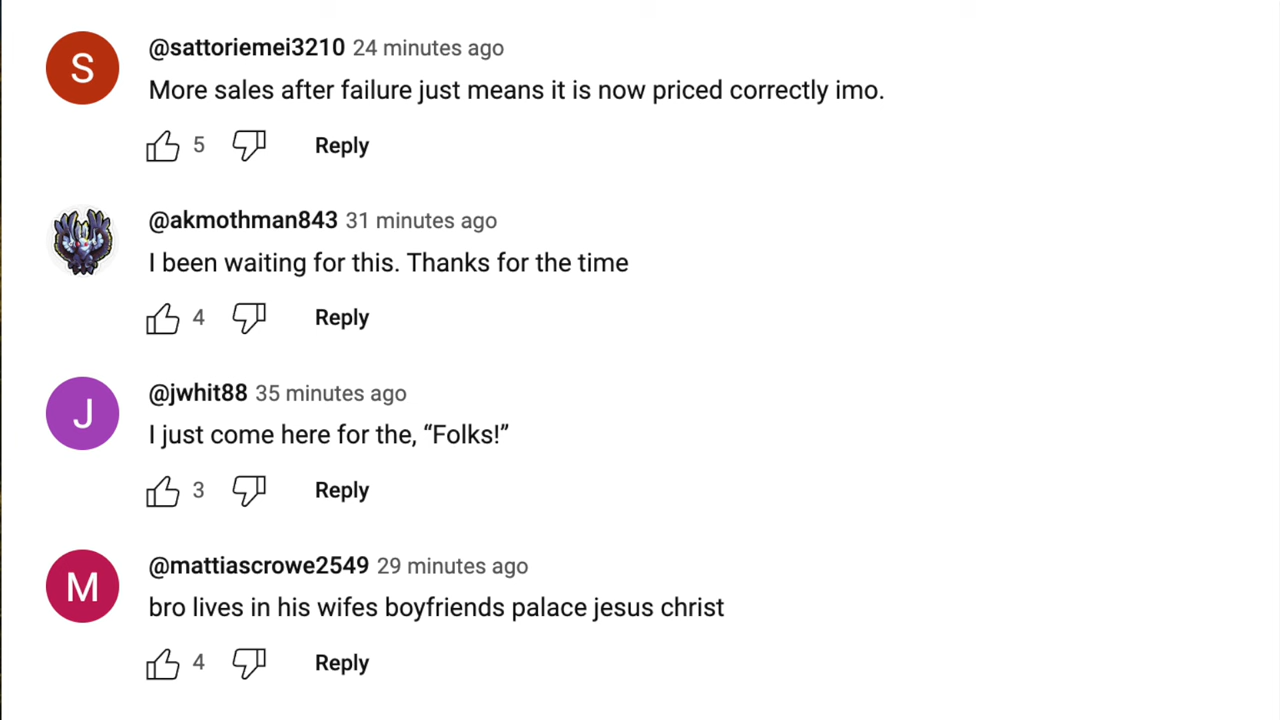 S
@sattoriemei3210 24 minutes ago
More sales after failure just means it is now priced correctly imo.
5 Reply
@akmothman843 31 minutes ago
I been waiting for this. Thanks for the time
4 Reply
J
@jwhit88 35 minutes ago
I just come here for the, “Folks!”
3 Reply
M
@mattiascrowe2549 29 minutes ago
bro lives in his wifes boyfriends palace jesus christ
4 Reply